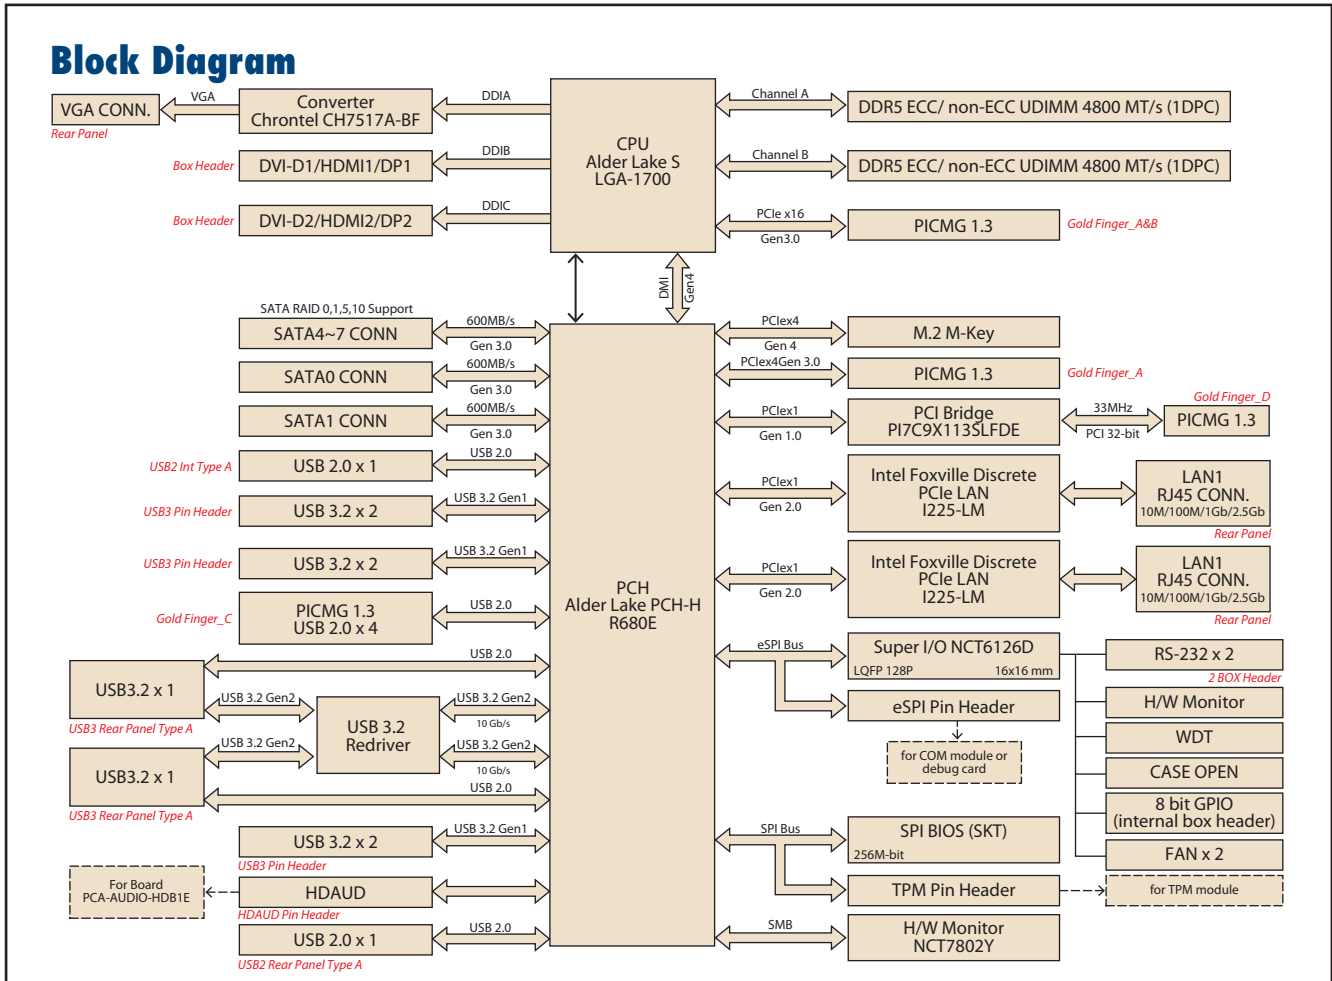 Block Diagram
VGA CONN.
Rear Panel
VGA
Converter
Chrontel CH7517A-BF
DDIA
Box Header
DVI-D1/HDMI1/DP1
DDIB
Box Header
DVI-D2/HDMI2/DP2
DDIC
CPU
Alder Lake S
LGA-1700
Channel A
DDR5 ECC/ non-ECC UDIMM 4800 MT/s (1DPC)
Channel B
DDR5 ECC/ non-ECC UDIMM 4800 MT/s (1DPC)
PCIe x16
Gen3.0
PICMG 1.3
Gold Finger_A&B
DMI
Gen4
SATA RAID 0,1,5,10 Support
SATA4~7 CONN
600MB/s
Gen 3.0
SATA0 CONN
600MB/s
Gen 3.0
SATA1 CONN
600MB/s
Gen 3.0
USB2 Int Type A
USB 2.0 x 1
USB 2.0
USB3 Pin Header
USB 3.2 x 2
USB 3.2 Gen1
USB3 Pin Header
USB 3.2 x 2
USB 3.2 Gen1
Gold Finger_C
PICMG 1.3
USB 2.0 x 4
USB 2.0
USB3.2 x 1
USB3 Rear Panel Type A
USB 2.0
USB 3.2 Gen2
USB 3.2
Redriver
USB 3.2 Gen2
10 Gb/s
USB3.2 x 1
USB3 Rear Panel Type A
USB 3.2 Gen2
USB 3.2 Gen2
10 Gb/s
USB 2.0
USB 3.2 x 2
USB3 Pin Header
USB 3.2 Gen1
For Board
PCA-AUDIO-HDB1E
HDAUD
HDAUD Pin Header
USB 2.0 x 1
USB2 Rear Panel Type A
USB 2.0
PCH
Alder Lake PCH-H
R680E
PCIex4
Gen 4
M.2 M-Key
PCIex4Gen 3.0
PICMG 1.3
Gold Finger_A
PCIex1
Gen 1.0
PCI Bridge
PI7C9X113SLFDE
33MHz
PCI 32-bit
Gold Finger_D
PICMG 1.3
PCIex1
Gen 2.0
Intel Foxville Discrete
PCIe LAN
I225-LM
LAN1
RJ45 CONN.
10M/100M/1Gb/2.5Gb
Rear Panel
PCIex1
Gen 2.0
Intel Foxville Discrete
PCIe LAN
I225-LM
LAN1
RJ45 CONN.
10M/100M/1Gb/2.5Gb
Rear Panel
eSPI Bus
Super I/O NCT6126D
LQFP 128P 16x16 mm
eSPI Pin Header
for COM module or
debug card
RS-232 x 2
2 BOX Header
H/W Monitor
WDT
CASE OPEN
8 bit GPIO
(internal box header)
FAN x 2
SPI Bus
SPI BIOS (SKT)
256M-bit
TPM Pin Header
for TPM module
SMB
H/W Monitor
NCT7802Y